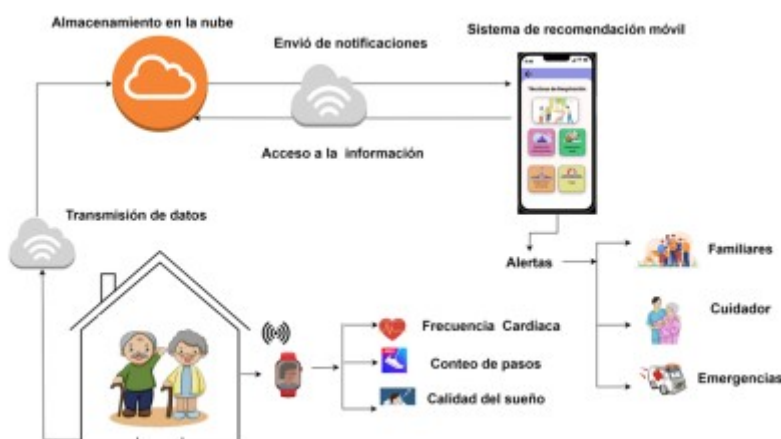 Almacenamiento en la nube
Envió de notificaciones
Sistema de recomendación móvil
Acceso a la información
Transmisión de datos
Alertas
Familiares
Cuidador
Emergencias
Frecuencia Cardiaca
Conteo de pasos
Calidad del sueño